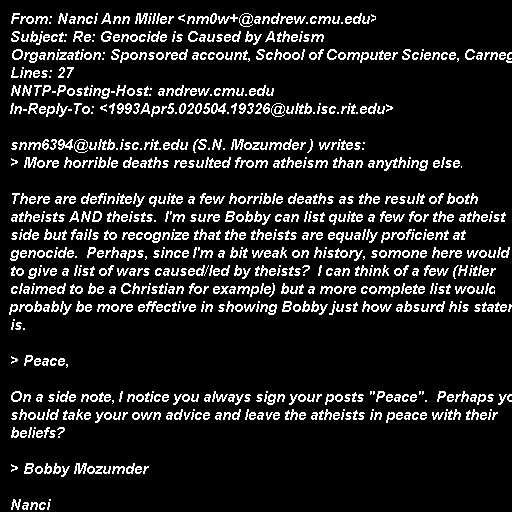 From: Nanci Ann Miller <nm0w+@andrew.cmu.edu>
Subject: Re: Genocide is Caused by Atheism
Organization: Sponsored account, School of Computer Science, Carneg
Lines: 27
NNTP-Posting-Host: andrew.cmu.edu
In-Reply-To: <1993Apr5.020504.19326@ultb.isc.rit.edu>

snm6394@ultb.isc.rit.edu (S.N. Mozumder ) writes:
> More horrible deaths resulted from atheism than anything else.

There are definitely quite a few horrible deaths as the result of both
atheists AND theists.  I'm sure Bobby can list quite a few for the atheist
side but fails to recognize that the theists are equally proficient at
genocide.  Perhaps, since I'm a bit weak on history, somone here would
to give a list of wars caused/led by theists?  I can think of a few (Hitler
claimed to be a Christian for example) but a more complete list would
probably be more effective in showing Bobby just how absurd his stater
is.

> Peace,

On a side note, I notice you always sign your posts "Peace".  Perhaps yo
should take your own advice and leave the atheists in peace with their
beliefs?

> Bobby Mozumder

Nanci